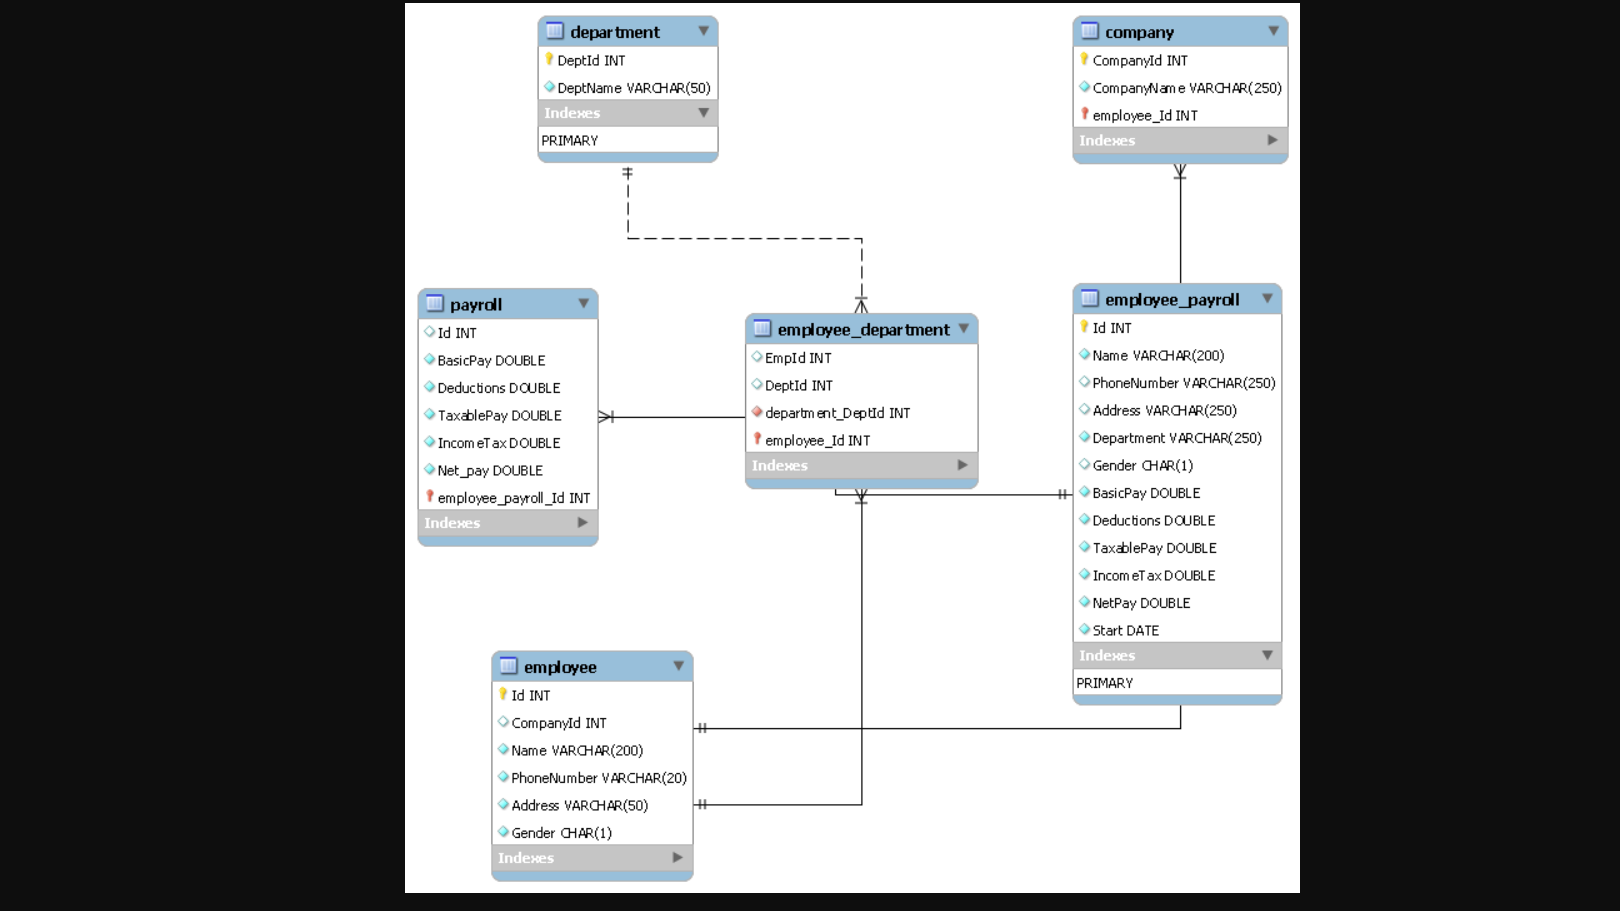 department
DeptId INT
DeptName VARCHAR(50)
Indexes
PRIMARY
company
CompanyId INT
CompanyName VARCHAR(250)
employee_Id INT
Indexes
payroll
Id INT
BasicPay DOUBLE
Deductions DOUBLE
TaxablePay DOUBLE
IncomeTax DOUBLE
Net_pay DOUBLE
employee_payroll_Id INT
Indexes
employee_department
EmpId INT
DeptId INT
department_DeptId INT
employee_Id INT
Indexes
employee_payroll
Id INT
Name VARCHAR(200)
PhoneNumber VARCHAR(250)
Address VARCHAR(250)
Department VARCHAR(250)
Gender CHAR(1)
BasicPay DOUBLE
Deductions DOUBLE
TaxablePay DOUBLE
IncomeTax DOUBLE
NetPay DOUBLE
Start DATE
Indexes
PRIMARY
employee
Id INT
CompanyId INT
Name VARCHAR(200)
PhoneNumber VARCHAR(20)
Address VARCHAR(50)
Gender CHAR(1)
Indexes